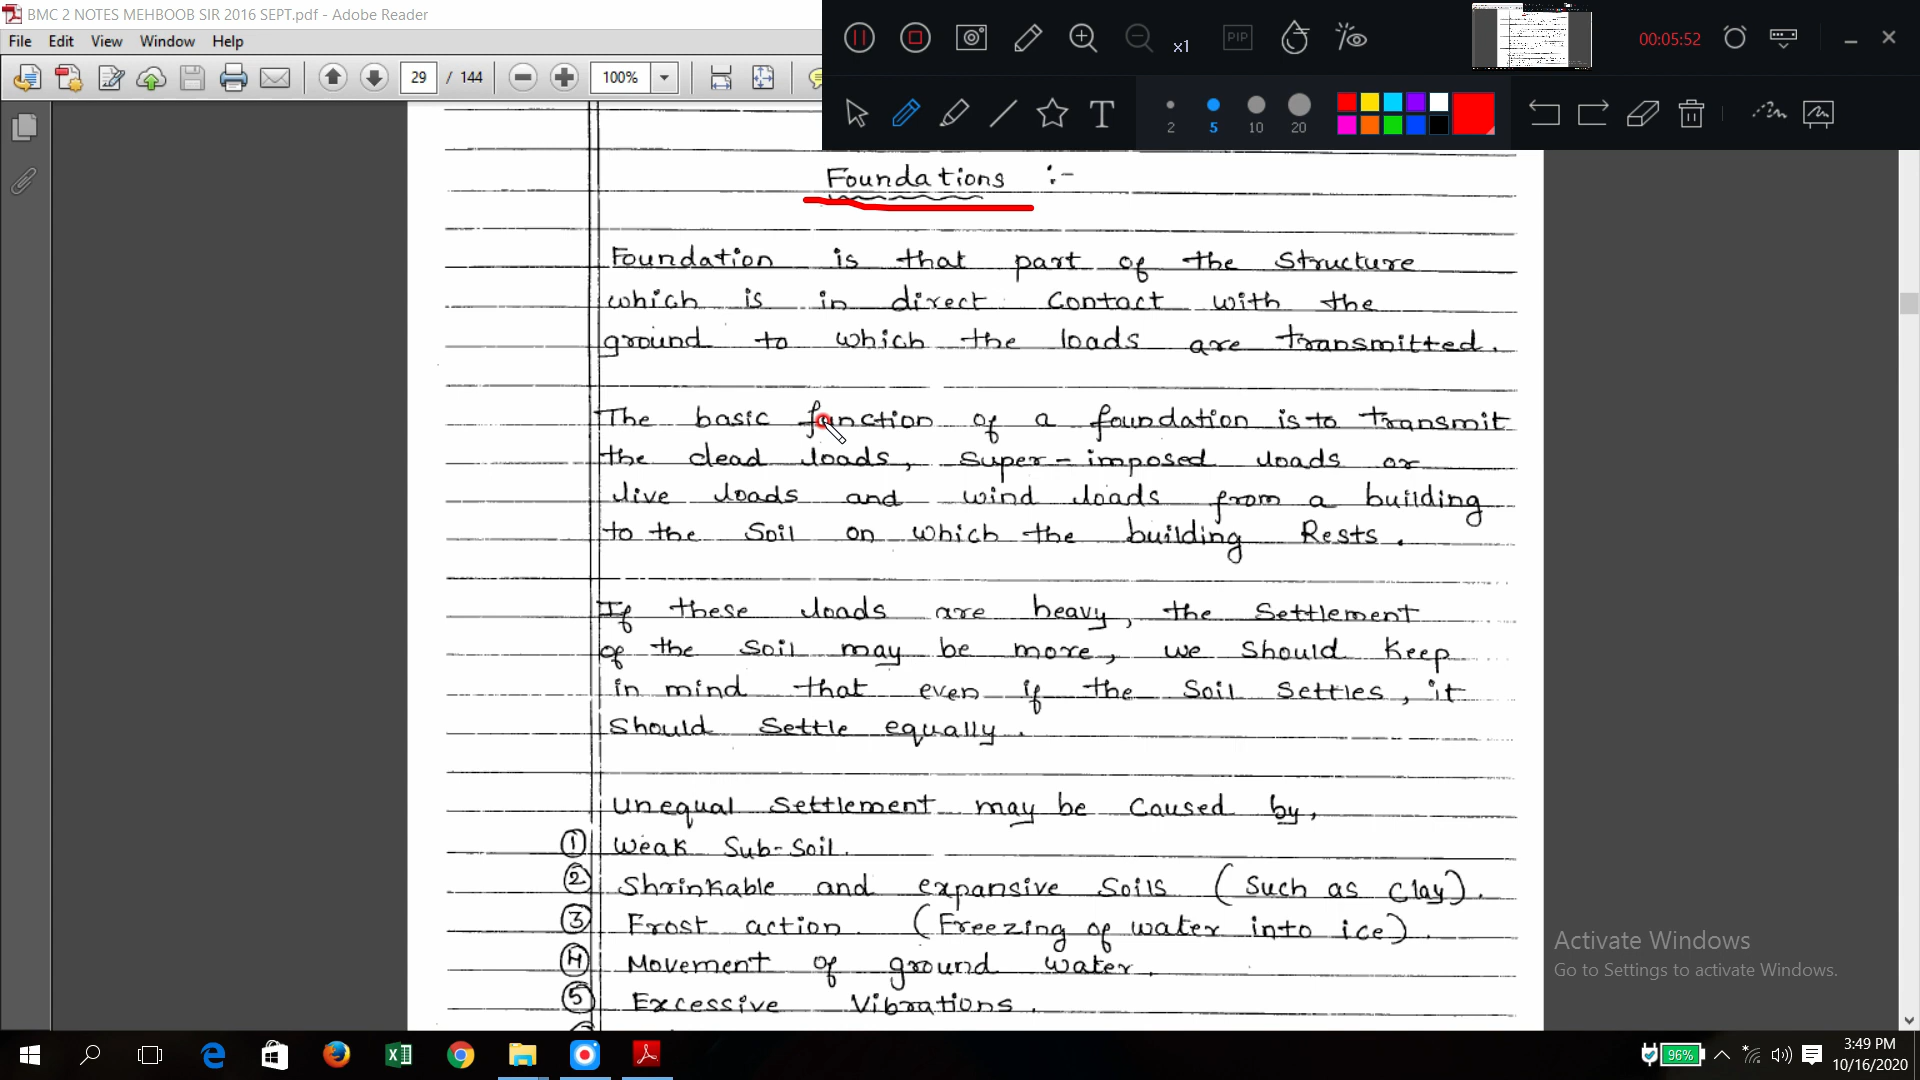 BMC 2 NOTES MEHBOOB SIR 2016 SEPT.pdf - Adobe Reader
File Edit View Window Help
29 / 144 100%
x1 PIP 00:05:52
T 2 5 10 20
Foundations :-
Foundation is that part of the Structure
which is in direct Contact with the
ground to which the loads are transmitted.
The basic function of a foundation is to transmit
the dead loads, super-imposed loads or
live loads and wind loads from a building
to the Soil on which the building Rests.
If these loads are heavy, the Settlement
of the Soil may be more, we should Keep
in mind that even if the Soil Settles, it
Should Settle equally.
Unequal Settlement may be Caused by,
① Weak Sub-Soil.
② Shrinkable and expansive Soils (Such as clay).
③ Frost action. (Freezing of water into ice).
④ Movement of ground water.
⑤ Excessive Vibrations.
Activate Windows
Go to Settings to activate Windows.
96%
3:49 PM
10/16/2020